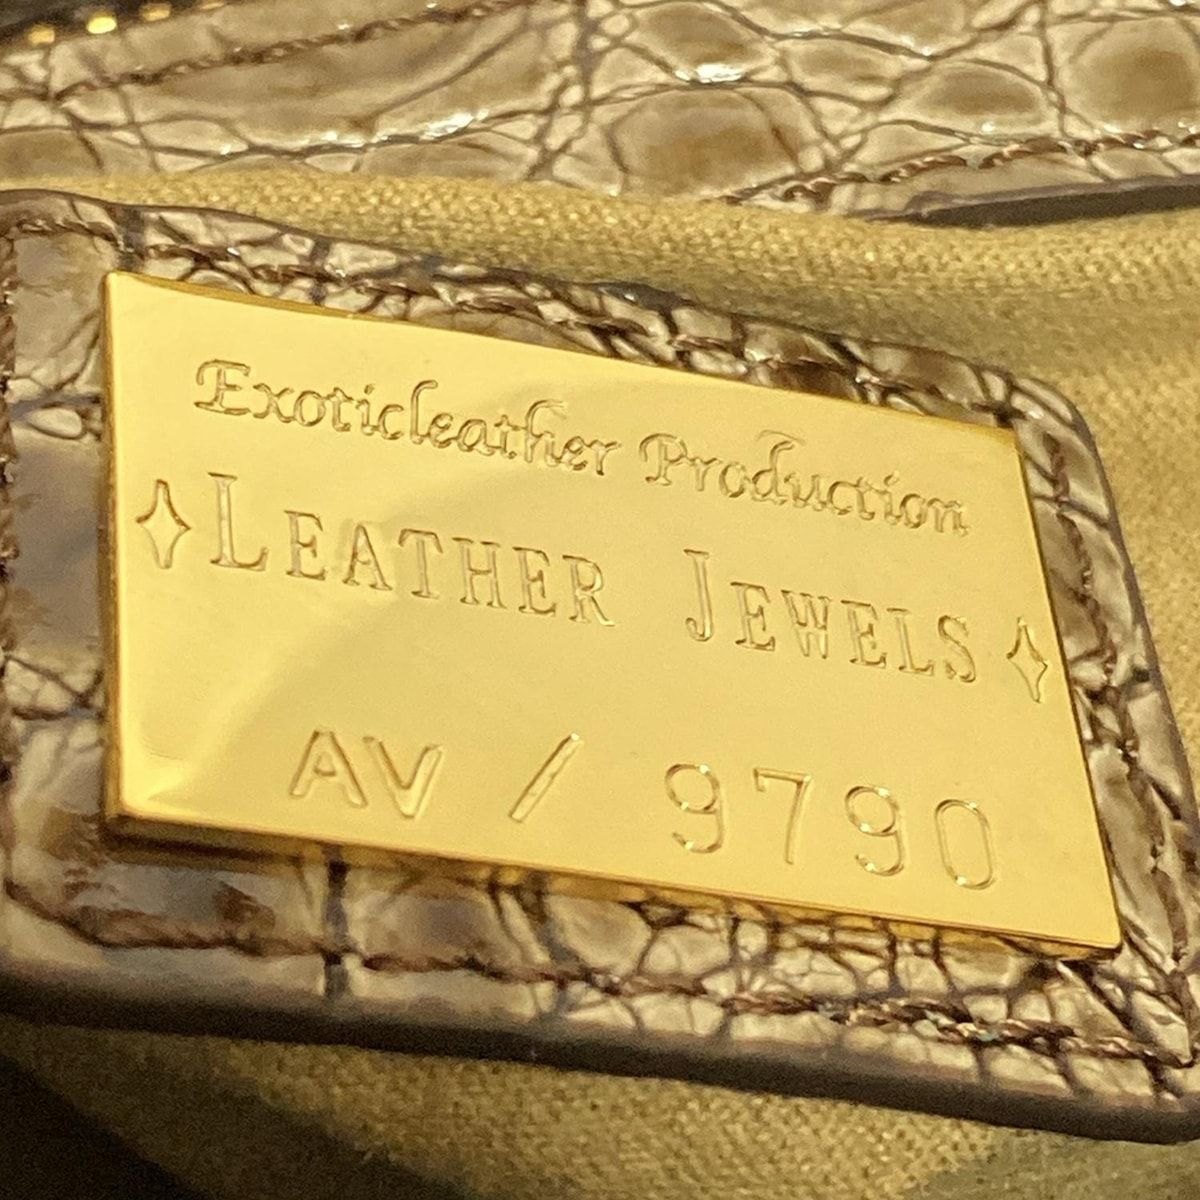 Exoticleather Production
LEATHER JEWELS
AV / 9790